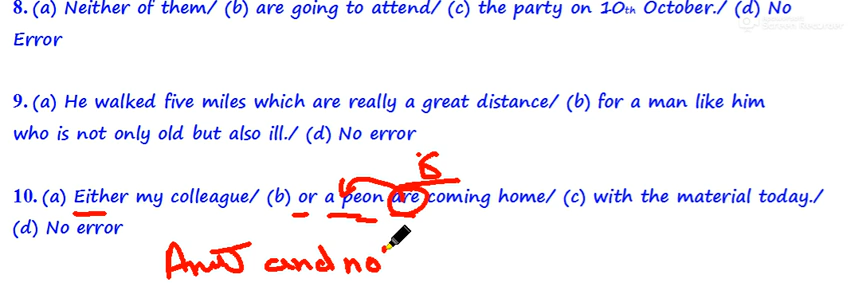 8. (a) Neither of them/ (b) are going to attend/ (c) the party on 10th October./ (d) No
Error
9. (a) He walked five miles which are really a great distance/ (b) for a man like him
who is not only old but also ill./ (d) No error
is
10. (a) Either my colleague/ (b) or a peon are coming home/ (c) with the material today./
(d) No error
and no